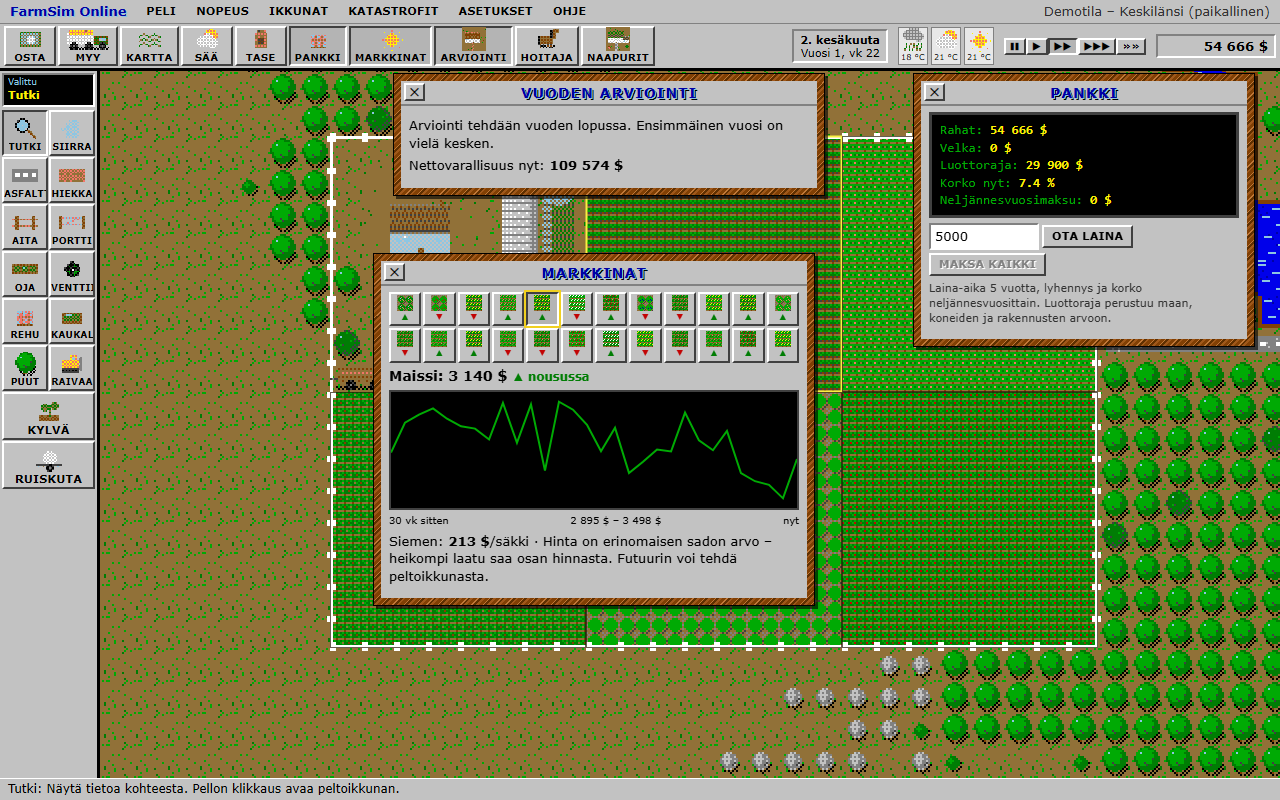 FarmSim Online PELI NOPEUS IKKUNAT KATASTROFIT ASETUKSET OHJE Demotila – Keskilänsi (paikallinen)
OSTA MYY KARTTA SÄÄ TASE PANKKI MARKKINAT ARVIOINTI HOITAJA NAAPURIT
2. kesäkuuta
Vuosi 1, vk 22
18 °C 21 °C 21 °C
54 666 $
Valittu
Tutki
TUTKI SIIRRÄ
ASFALTT HIEKKA
AITA PORTTI
OJA VENTTII
REHU KAUKAL
PUUT RAIVAA
KYLVÄ
RUISKUTA
VUODEN ARVIOINTI
Arviointi tehdään vuoden lopussa. Ensimmäinen vuosi on
vielä kesken.
Nettovarallisuus nyt: 109 574 $
PANKKI
Rahat: 54 666 $
Velka: 0 $
Luottoraja: 29 900 $
Korko nyt: 7.4 %
Neljännesvuosimaksu: 0 $
5000 OTA LAINA
MAKSA KAIKKI
Laina-aika 5 vuotta, lyhennys ja korko
neljännesvuosittain. Luottoraja perustuu maan,
koneiden ja rakennusten arvoon.
MARKKINAT
Maissi: 3 140 $ ▲ nousussa
30 vk sitten 2 895 $ – 3 498 $ nyt
Siemen: 213 $/säkki · Hinta on erinomaisen sadon arvo –
heikompi laatu saa osan hinnasta. Futuurin voi tehdä
peltoikkunasta.
Tutki: Näytä tietoa kohteesta. Pellon klikkaus avaa peltoikkunan.